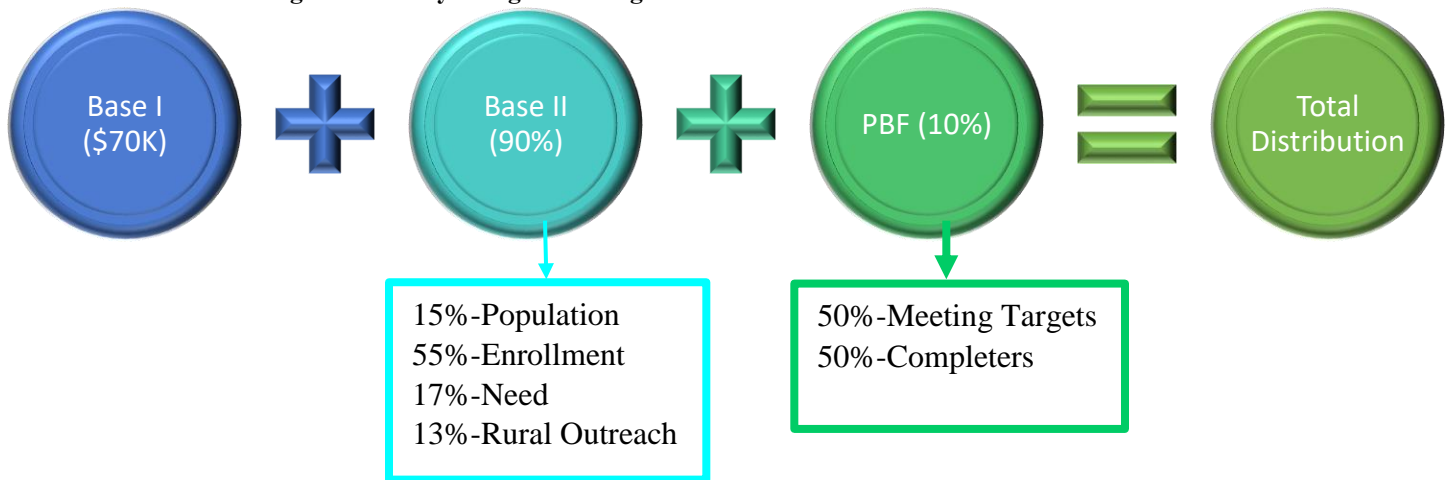 Base I
($70K)
Base II
(90%)
PBF (10%)
Total
Distribution
15%-Population
55%-Enrollment
17%-Need
13%-Rural Outreach
50%-Meeting Targets
50%-Completers